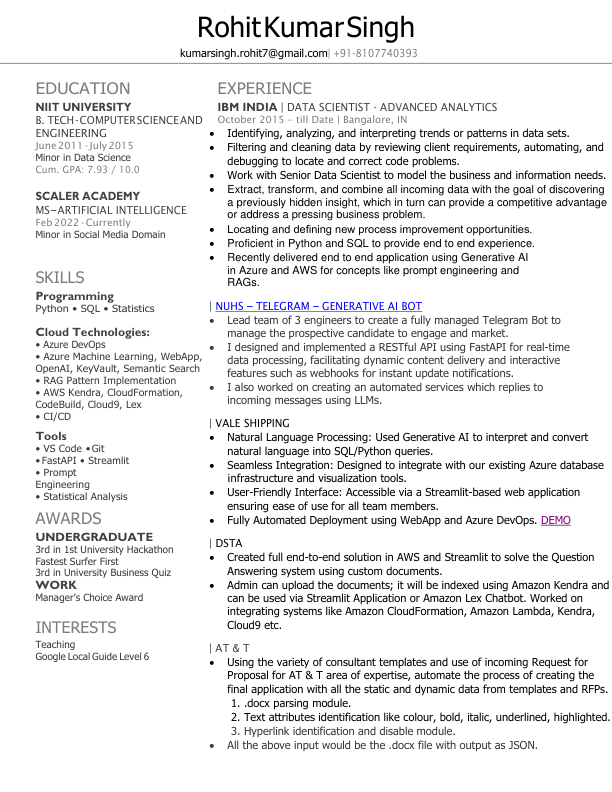 Rohit Kumar Singh
kumarsingh.rohit7@gmail.com| +91-8107740393
EDUCATION
NIIT UNIVERSITY
B. TECH- COMPUTER SCIENCE AND
ENGINEERING
June 2011 - July 2015
Minor in Data Science
Cum. GPA: 7.93 / 10.0
SCALER ACADEMY
MS–ARTIFICIAL INTELLIGENCE
Feb 2022 - Currently
Minor in Social Media Domain
SKILLS
Programming
Python • SQL • Statistics
Cloud Technologies:
• Azure DevOps
• Azure Machine Learning, WebApp,
OpenAI, KeyVault, Semantic Search
• RAG Pattern Implementation
• AWS Kendra, CloudFormation,
CodeBuild, Cloud9, Lex
• CI/CD
Tools
• VS Code •Git
•FastAPI • Streamlit
• Prompt
Engineering
• Statistical Analysis
AWARDS
UNDERGRADUATE
3rd in 1st University Hackathon
Fastest Surfer First
3rd in University Business Quiz
WORK
Manager's Choice Award
INTERESTS
Teaching
Google Local Guide Level 6
EXPERIENCE
IBM INDIA | DATA SCIENTIST - ADVANCED ANALYTICS
October 2015 – till Date | Bangalore, IN
• Identifying, analyzing, and interpreting trends or patterns in data sets.
• Filtering and cleaning data by reviewing client requirements, automating, and
debugging to locate and correct code problems.
• Work with Senior Data Scientist to model the business and information needs.
• Extract, transform, and combine all incoming data with the goal of discovering
a previously hidden insight, which in turn can provide a competitive advantage
or address a pressing business problem.
• Locating and defining new process improvement opportunities.
• Proficient in Python and SQL to provide end to end experience.
• Recently delivered end to end application using Generative AI
in Azure and AWS for concepts like prompt engineering and
RAGs.
| NUHS – TELEGRAM – GENERATIVE AI BOT
• Lead team of 3 engineers to create a fully managed Telegram Bot to
manage the prospective candidate to engage and market.
• I designed and implemented a RESTful API using FastAPI for real-time
data processing, facilitating dynamic content delivery and interactive
features such as webhooks for instant update notifications.
• I also worked on creating an automated services which replies to
incoming messages using LLMs.
| VALE SHIPPING
• Natural Language Processing: Used Generative AI to interpret and convert
natural language into SQL/Python queries.
• Seamless Integration: Designed to integrate with our existing Azure database
infrastructure and visualization tools.
• User-Friendly Interface: Accessible via a Streamlit-based web application
ensuring ease of use for all team members.
• Fully Automated Deployment using WebApp and Azure DevOps. DEMO
| DSTA
• Created full end-to-end solution in AWS and Streamlit to solve the Question
Answering system using custom documents.
• Admin can upload the documents; it will be indexed using Amazon Kendra and
can be used via Streamlit Application or Amazon Lex Chatbot. Worked on
integrating systems like Amazon CloudFormation, Amazon Lambda, Kendra,
Cloud9 etc.
| AT & T
• Using the variety of consultant templates and use of incoming Request for
Proposal for AT & T area of expertise, automate the process of creating the
final application with all the static and dynamic data from templates and RFPs.
1. .docx parsing module.
2. Text attributes identification like colour, bold, italic, underlined, highlighted.
3. Hyperlink identification and disable module.
• All the above input would be the .docx file with output as JSON.